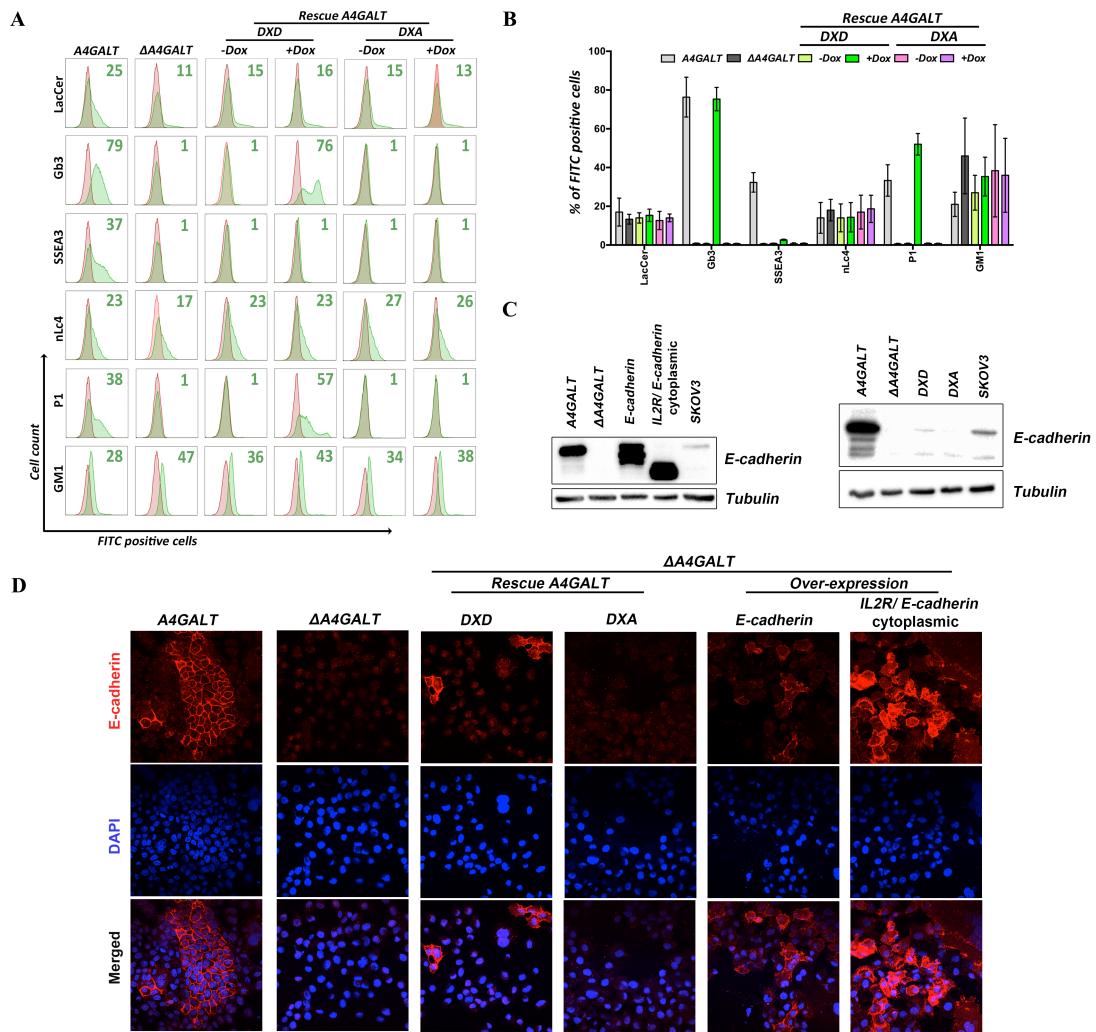 A
Rescue A4GALT
DXD DXA
A4GALT ΔA4GALT -Dox +Dox -Dox +Dox
LacCer 25 11 15 16 15 13
Gb3 79 1 1 76 1 1
SSEA3 37 1 1 1 1 1
nLc4 23 17 23 23 27 26
P1 38 1 1 57 1 1
GM1 28 47 36 43 34 38
Cell count
FITC positive cells
B
Rescue A4GALT
DXD DXA
A4GALT ΔA4GALT -Dox +Dox -Dox +Dox
% of FITC positive cells
100
80
60
40
20
0
LacCer Gb3 SSEA3 nLc4 P1 GM1
C
A4GALT ΔA4GALT E-cadherin IL2R/ E-cadherin cytoplasmic SKOV3
E-cadherin
Tubulin
A4GALT ΔA4GALT DXD DXA SKOV3
E-cadherin
Tubulin
D
ΔA4GALT
Rescue A4GALT Over-expression
A4GALT ΔA4GALT DXD DXA E-cadherin IL2R/ E-cadherin
cytoplasmic
E-cadherin
DAPI
Merged